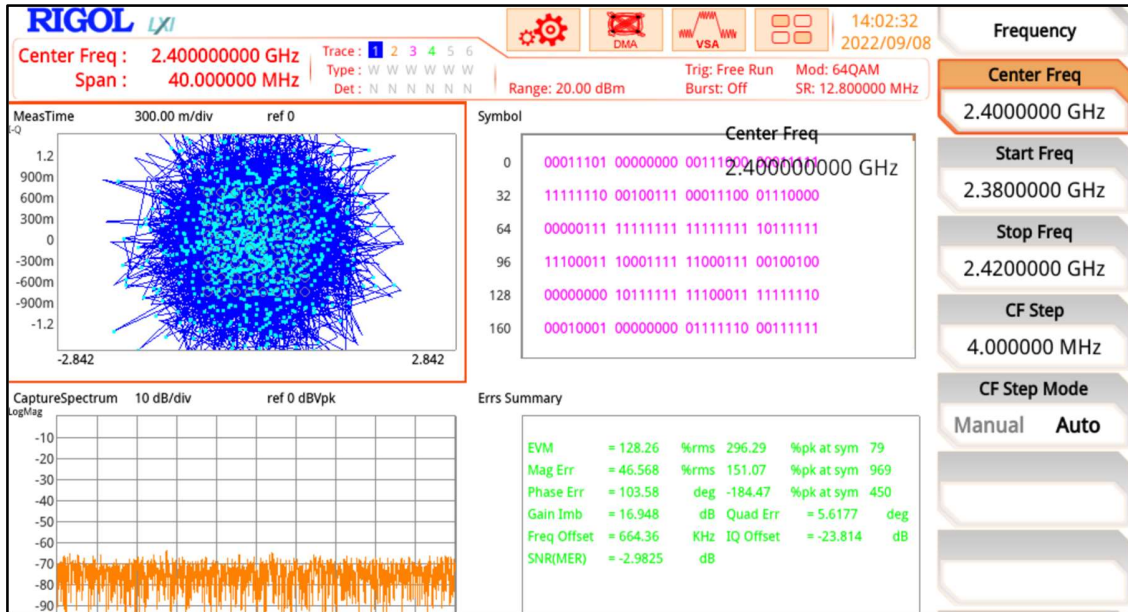 RIGOL LXI
DMA
VSA
14:02:32
2022/09/08
Center Freq : 2.400000000 GHz
Span : 40.000000 MHz
Trace : 1 2 3 4 5 6
Type : W W W W W W
Det : N N N N N N
Range: 20.00 dBm
Trig: Free Run
Burst: Off
Mod: 64QAM
SR: 12.800000 MHz
MeasTime 300.00 m/div ref 0
I-Q
1.2
900m
600m
300m
0
-300m
-600m
-900m
-1.2
-2.842 2.842
Symbol
Center Freq
2.400000000 GHz
0 00011101 00000000 00111000 00011111
32 11111110 00100111 00011100 01110000
64 00000111 11111111 11111111 10111111
96 11100011 10001111 11000111 00100100
128 00000000 10111111 11100011 11111110
160 00010001 00000000 01111110 00111111
CaptureSpectrum 10 dB/div ref 0 dBVpk
LogMag
-10
-20
-30
-40
-50
-60
-70
-80
-90
Errs Summary
EVM = 128.26 %rms 296.29 %pk at sym 79
Mag Err = 46.568 %rms 151.07 %pk at sym 969
Phase Err = 103.58 deg -184.47 %pk at sym 450
Gain Imb = 16.948 dB Quad Err = 5.6177 deg
Freq Offset = 664.36 KHz IQ Offset = -23.814 dB
SNR(MER) = -2.9825 dB
Frequency
Center Freq
2.4000000 GHz
Start Freq
2.3800000 GHz
Stop Freq
2.4200000 GHz
CF Step
4.000000 MHz
CF Step Mode
Manual Auto